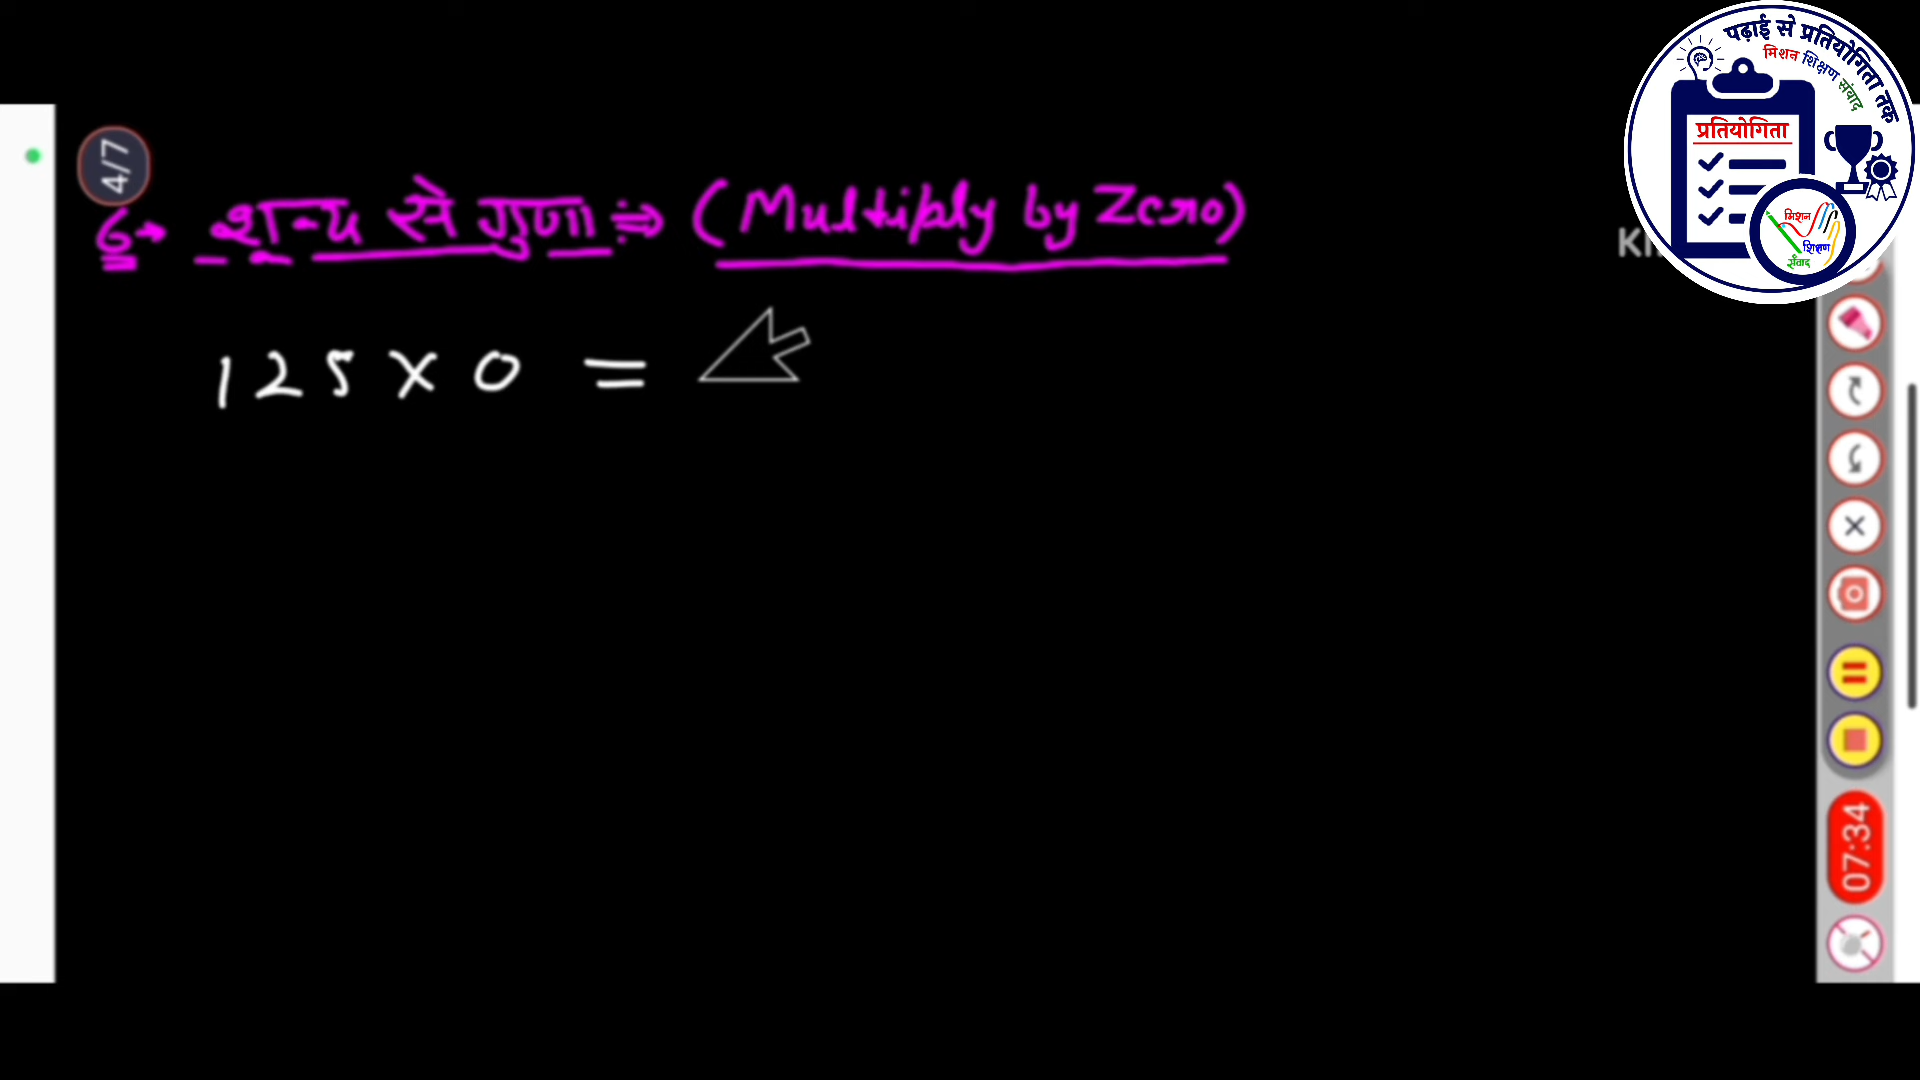 पढ़ाई से प्रतियोगिता तक
मिशन शिक्षण संवाद
प्रतियोगिता
मिशन
शिक्षण
संवाद
4/7
6→ शून्य से गुणा ÷⇒ (Multiply by Zero)
125 × 0 =
07:34